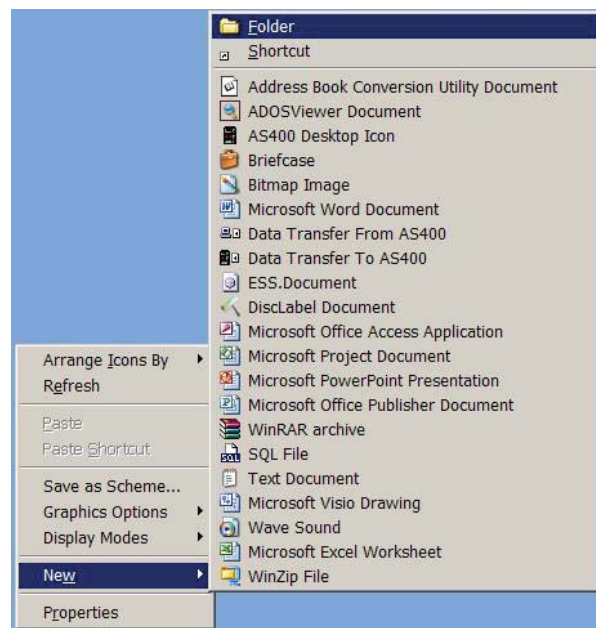 Folder
Shortcut
Address Book Conversion Utility Document
ADOSViewer Document
AS400 Desktop Icon
Briefcase
Bitmap Image
Microsoft Word Document
Data Transfer From AS400
Data Transfer To AS400
ESS.Document
DiscLabel Document
Microsoft Office Access Application
Microsoft Project Document
Microsoft PowerPoint Presentation
Microsoft Office Publisher Document
WinRAR archive
SQL File
Text Document
Microsoft Visio Drawing
Wave Sound
Microsoft Excel Worksheet
WinZip File
Arrange Icons By
Refresh
Paste
Paste Shortcut
Save as Scheme...
Graphics Options
Display Modes
New
Properties